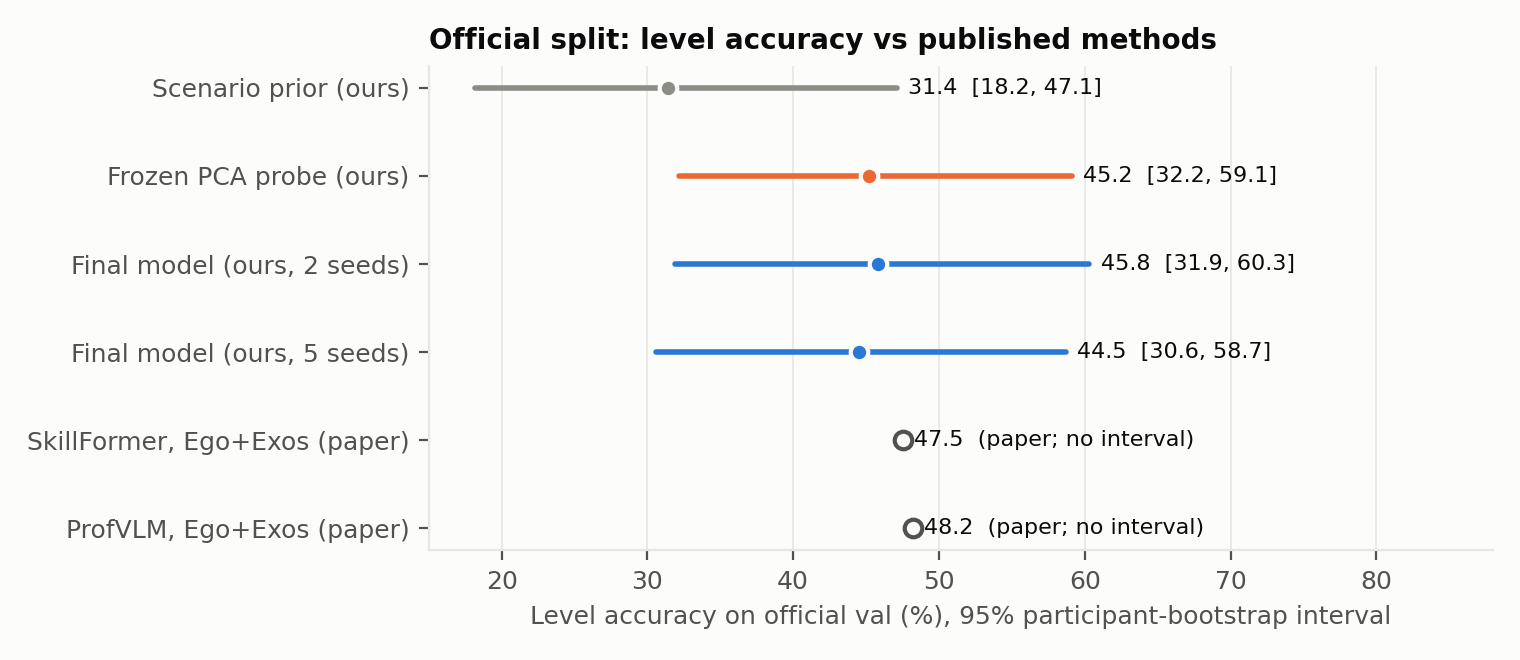 Official split: level accuracy vs published methods
Scenario prior (ours)
31.4  [18.2, 47.1]
Frozen PCA probe (ours)
45.2  [32.2, 59.1]
Final model (ours, 2 seeds)
45.8  [31.9, 60.3]
Final model (ours, 5 seeds)
44.5  [30.6, 58.7]
SkillFormer, Ego+Exos (paper)
47.5  (paper; no interval)
ProfVLM, Ego+Exos (paper)
48.2  (paper; no interval)
20 30 40 50 60 70 80
Level accuracy on official val (%), 95% participant-bootstrap interval